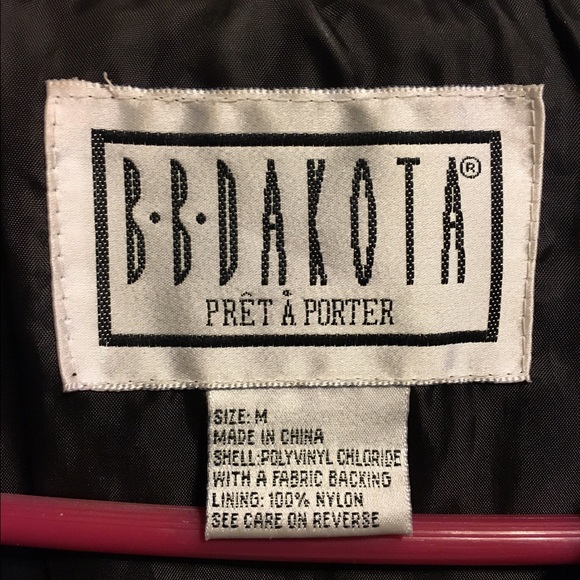 B·B·DAKOTA®
PRÊT À PORTER
SIZE: M
MADE IN CHINA
SHELL:POLYVINYL CHLORIDE
WITH A FABRIC BACKING
LINING: 100% NYLON
SEE CARE ON REVERSE